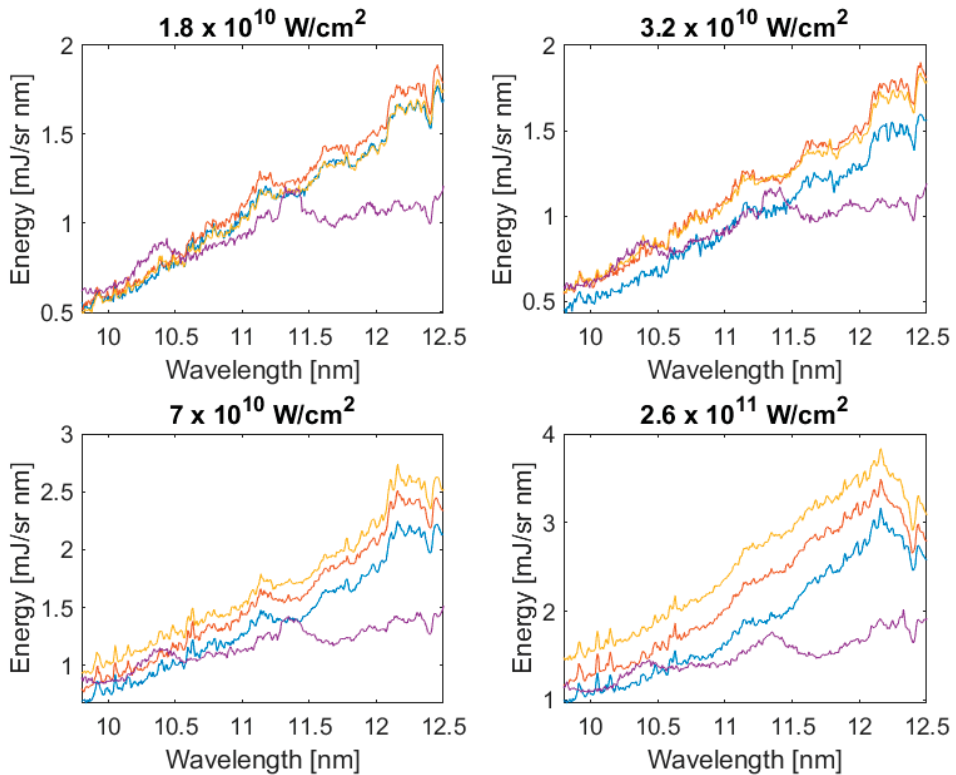 1.8 x 10^10 W/cm^2
Energy [mJ/sr nm]
2
1.5
1
0.5
10 10.5 11 11.5 12 12.5
Wavelength [nm]
3.2 x 10^10 W/cm^2
Energy [mJ/sr nm]
2
1.5
1
0.5
10 10.5 11 11.5 12 12.5
Wavelength [nm]
7 x 10^10 W/cm^2
Energy [mJ/sr nm]
3
2.5
2
1.5
1
10 10.5 11 11.5 12 12.5
Wavelength [nm]
2.6 x 10^11 W/cm^2
Energy [mJ/sr nm]
4
3
2
1
10 10.5 11 11.5 12 12.5
Wavelength [nm]